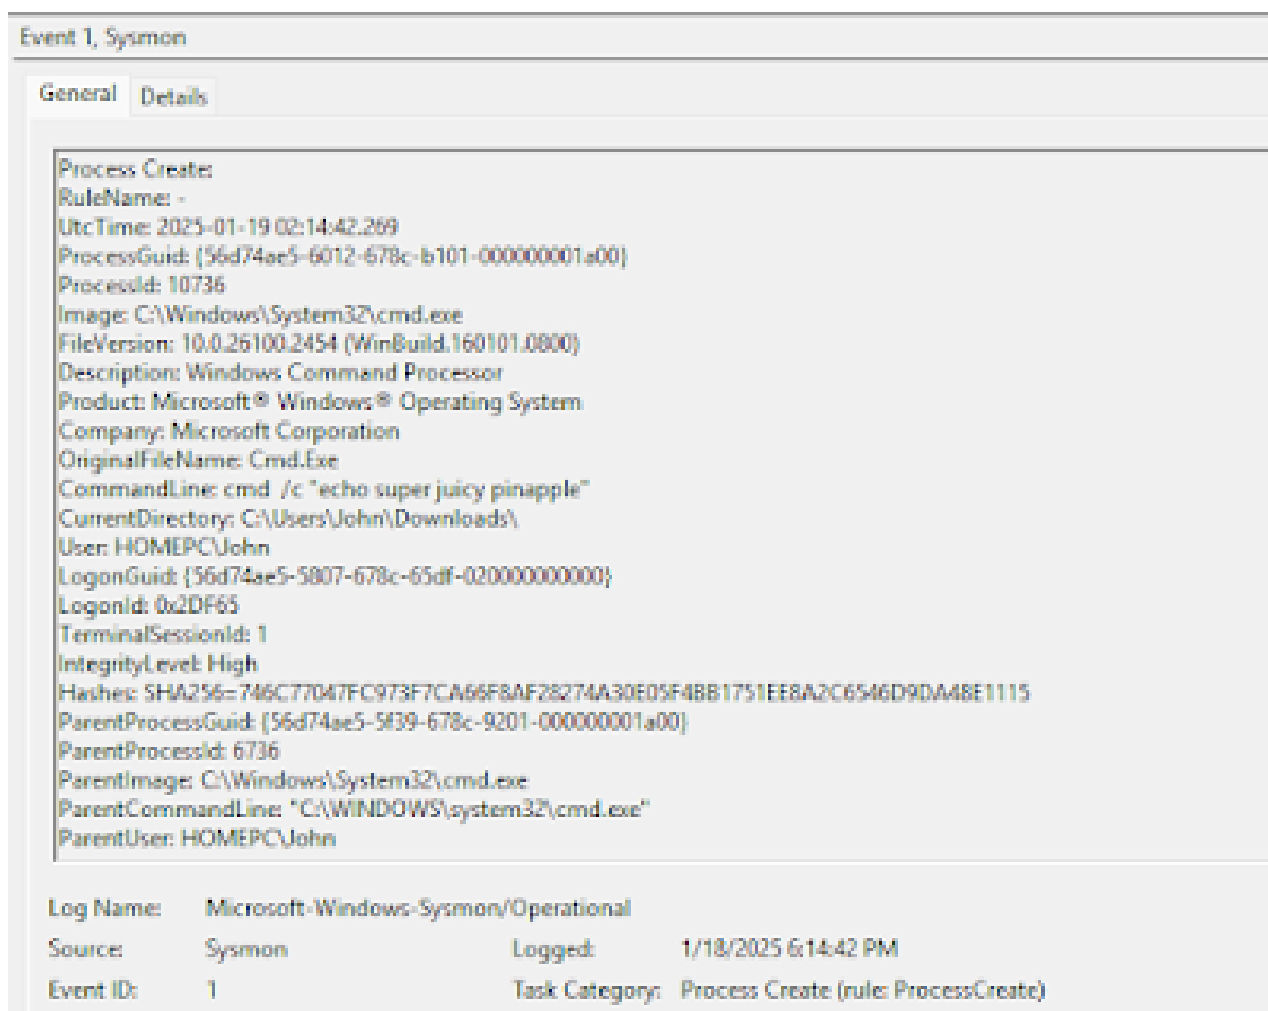 Event 1, Sysmon
General Details
Process Create:
RuleName: -
UtcTime: 2025-01-19 02:14:42.269
ProcessGuid: {56d74ae5-6012-678c-b101-000000001a00}
ProcessId: 10736
Image: C:\Windows\System32\cmd.exe
FileVersion: 10.0.26100.2454 (WinBuild.160101.0800)
Description: Windows Command Processor
Product: Microsoft® Windows® Operating System
Company: Microsoft Corporation
OriginalFileName: Cmd.Exe
CommandLine: cmd  /c "echo super juicy pinapple"
CurrentDirectory: C:\Users\John\Downloads\
User: HOMEPC\John
LogonGuid: {56d74ae5-5807-678c-65df-020000000000}
LogonId: 0x2DF65
TerminalSessionId: 1
IntegrityLevel: High
Hashes: SHA256=746C77047FC973F7CA66F8AF28274A30E05F4BB1751EE8A2C6546D9DA48E1115
ParentProcessGuid: {56d74ae5-5f39-678c-9201-000000001a00}
ParentProcessId: 6736
ParentImage: C:\Windows\System32\cmd.exe
ParentCommandLine: "C:\WINDOWS\system32\cmd.exe"
ParentUser: HOMEPC\John
Log Name: Microsoft-Windows-Sysmon/Operational
Source: Sysmon Logged: 1/18/2025 6:14:42 PM
Event ID: 1 Task Category: Process Create (rule: ProcessCreate)